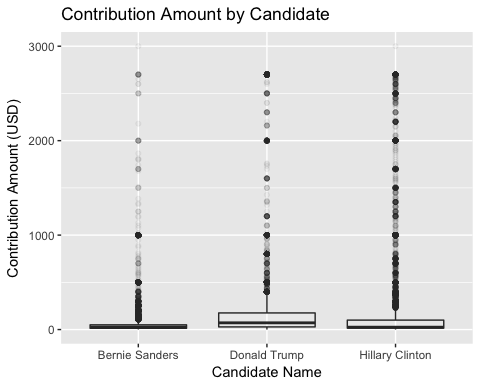 Contribution Amount by Candidate
Contribution Amount (USD)
3000
2000
1000
0
Bernie Sanders
Donald Trump
Hillary Clinton
Candidate Name